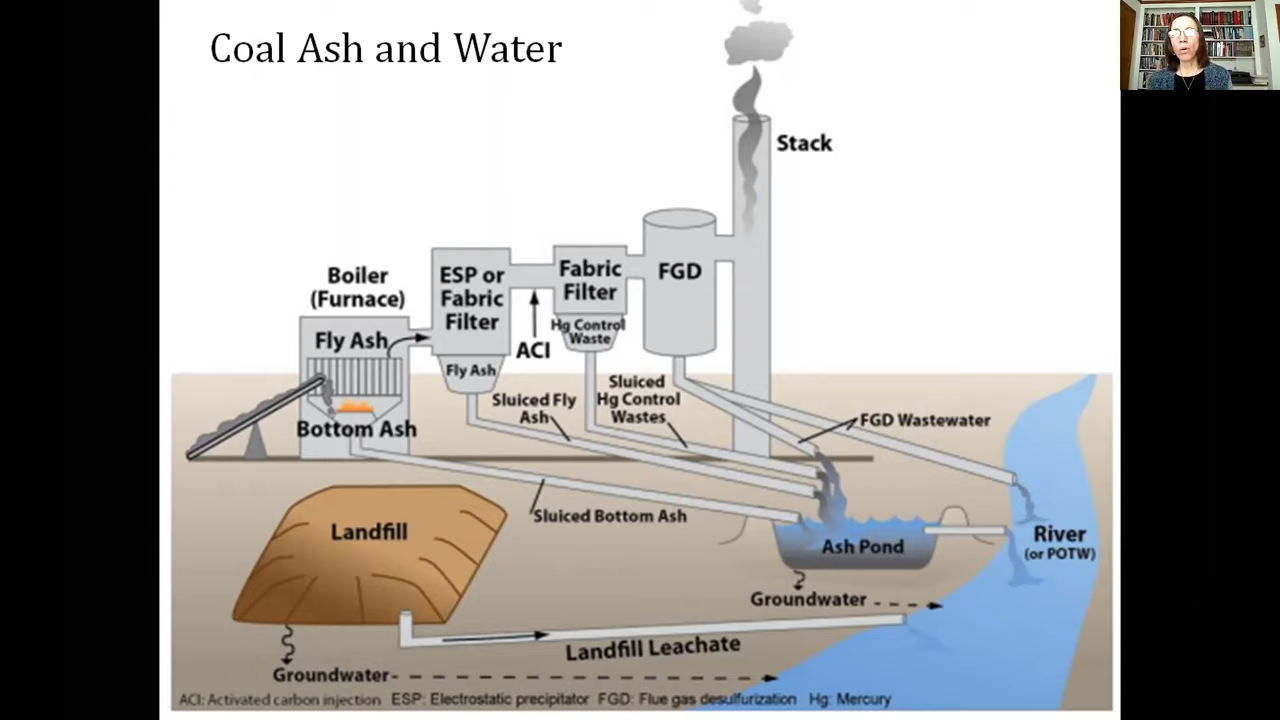 Coal Ash and Water
Stack
Boiler
(Furnace)
Fly Ash
ESP or
Fabric
Filter
Fly Ash
ACI
Fabric
Filter
Hg Control
Waste
FGD
Bottom Ash
Sluiced Fly
Ash
Sluiced
Hg Control
Wastes
FGD Wastewater
Sluiced Bottom Ash
Landfill
Ash Pond
River
(or POTW)
Groundwater
Landfill Leachate
Groundwater
ACI: Activated carbon injection ESP: Electrostatic precipitator FGD: Flue gas desulfurization Hg: Mercury